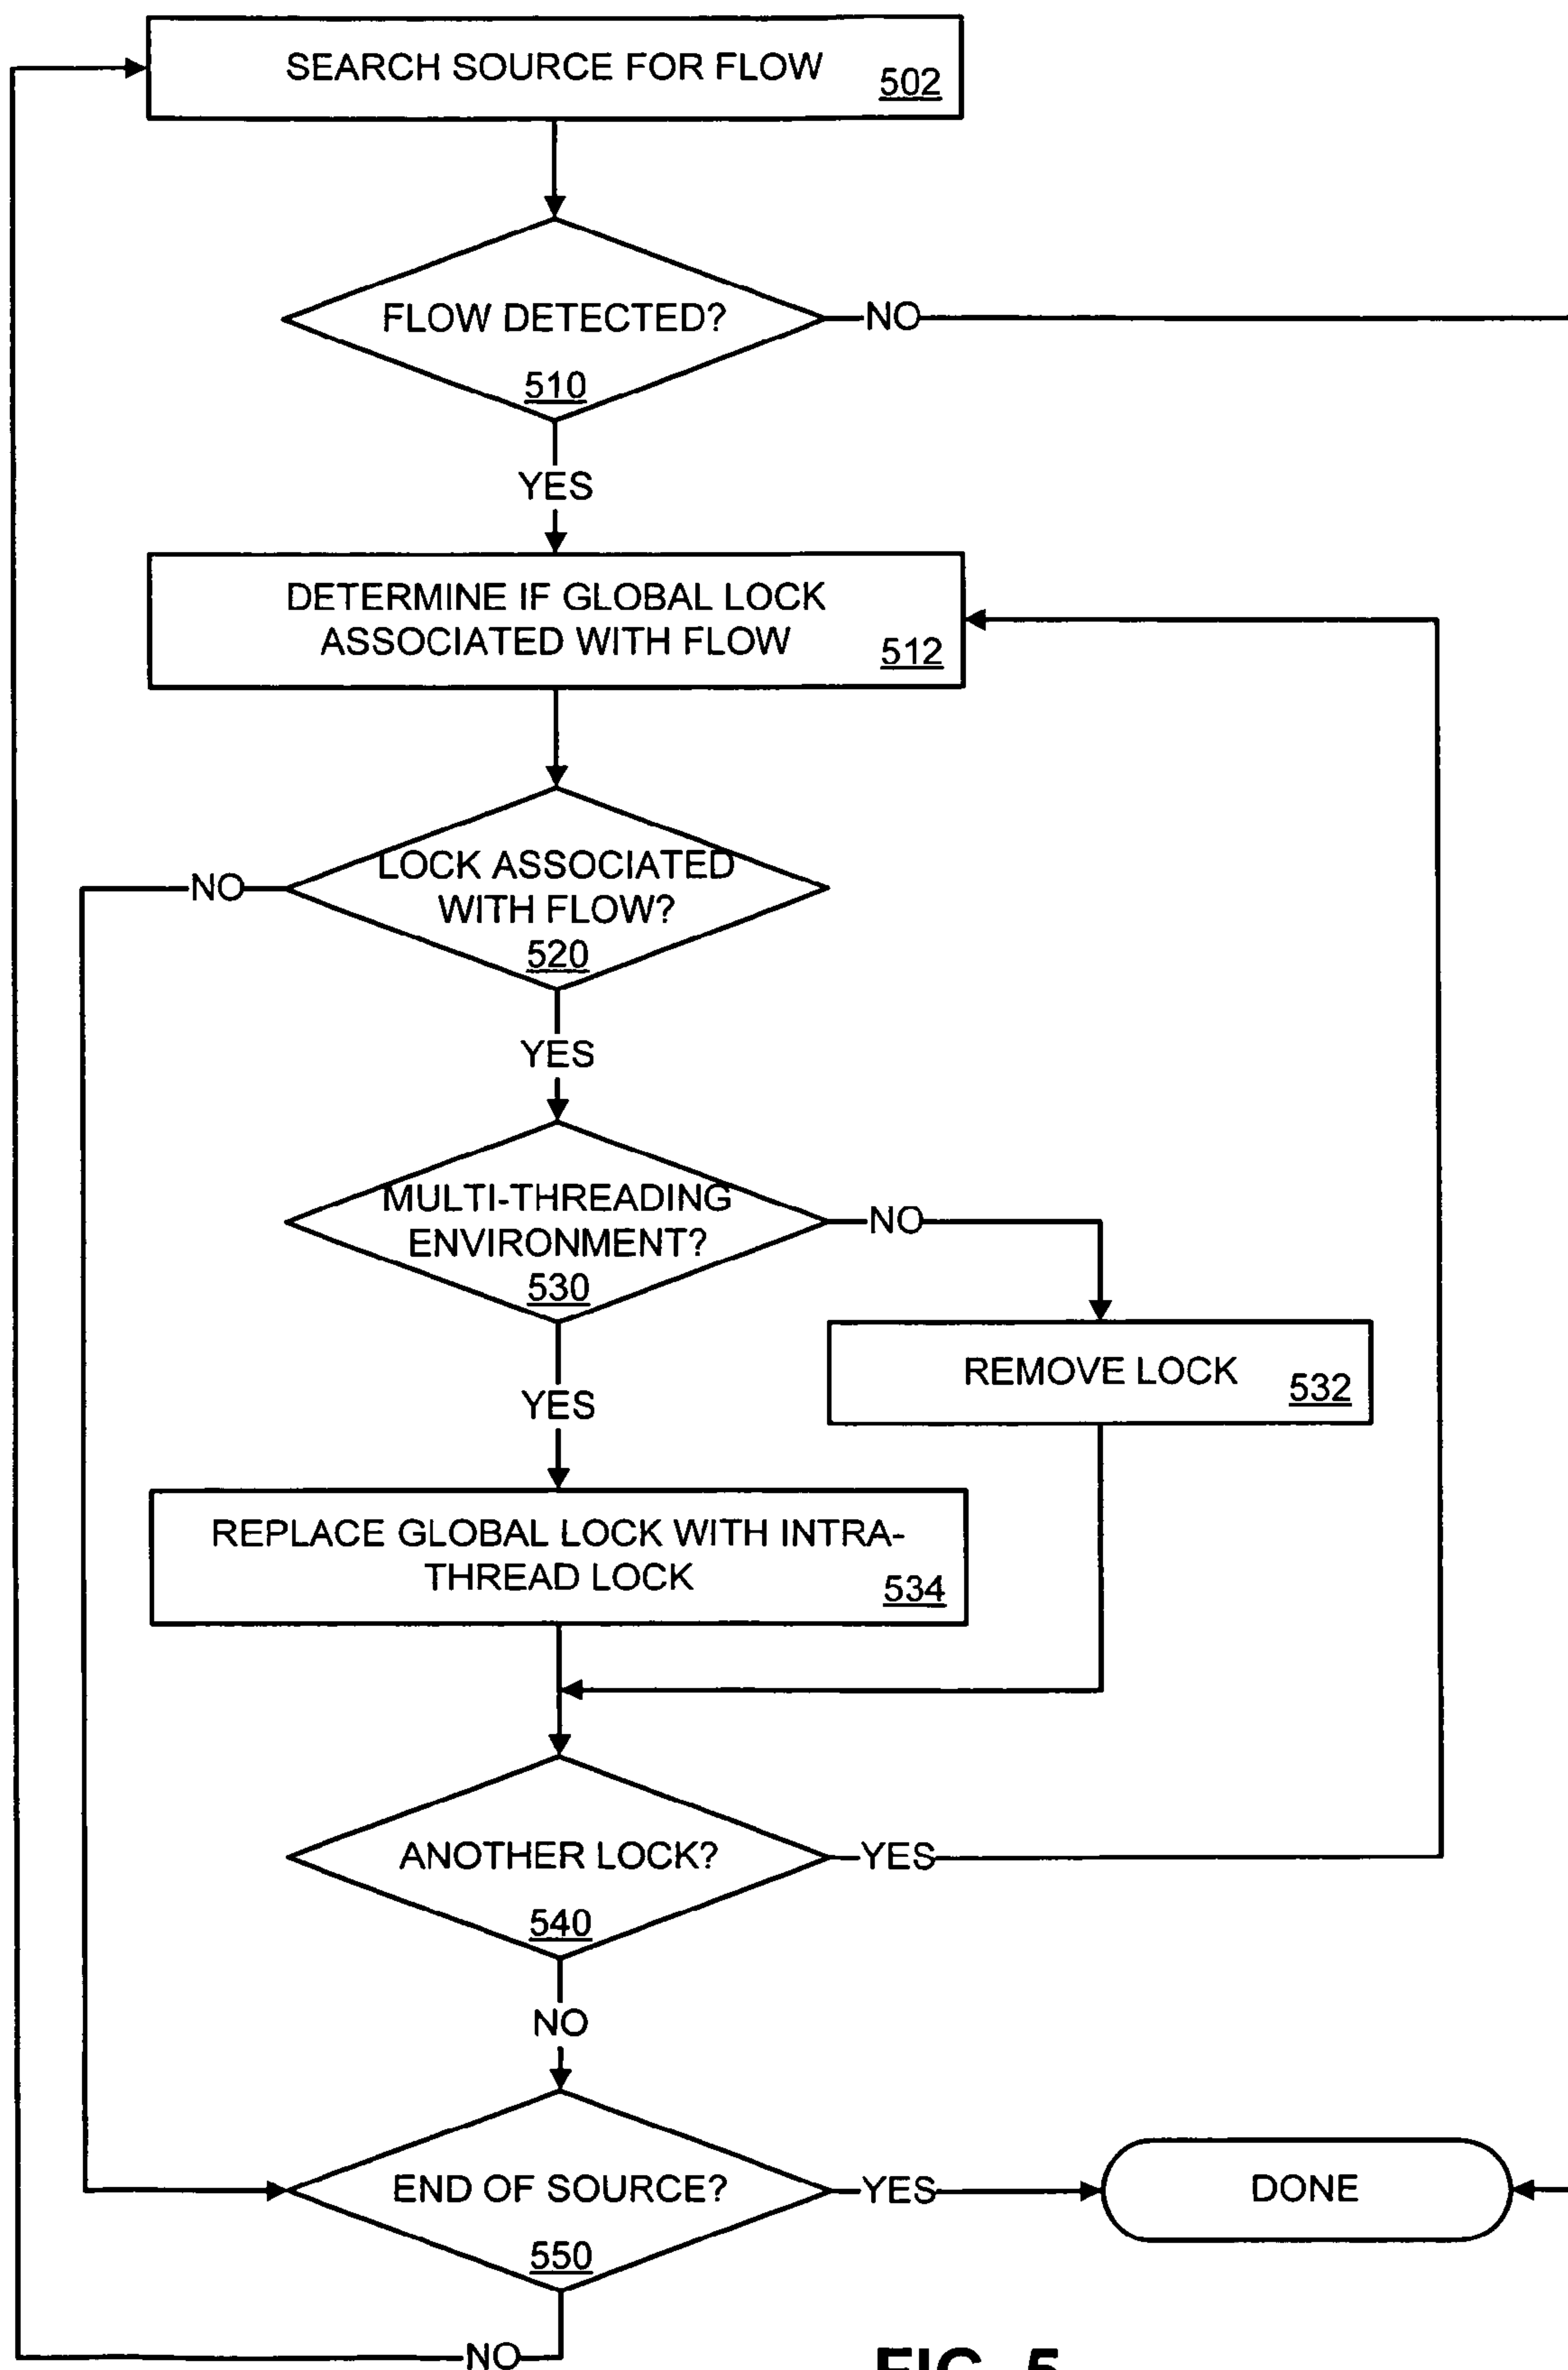 SEARCH SOURCE FOR FLOW
502
FLOW DETECTED?
NO
510
YES
DETERMINE IF GLOBAL LOCK
ASSOCIATED WITH FLOW
512
LOCK ASSOCIATED
WITH FLOW?
NO
520
YES
MULTI-THREADING
ENVIRONMENT?
NO
530
REMOVE LOCK
532
YES
REPLACE GLOBAL LOCK WITH INTRA-
THREAD LOCK
534
ANOTHER LOCK?
YES
540
NO
END OF SOURCE?
YES
DONE
550
NO
FIG. 5